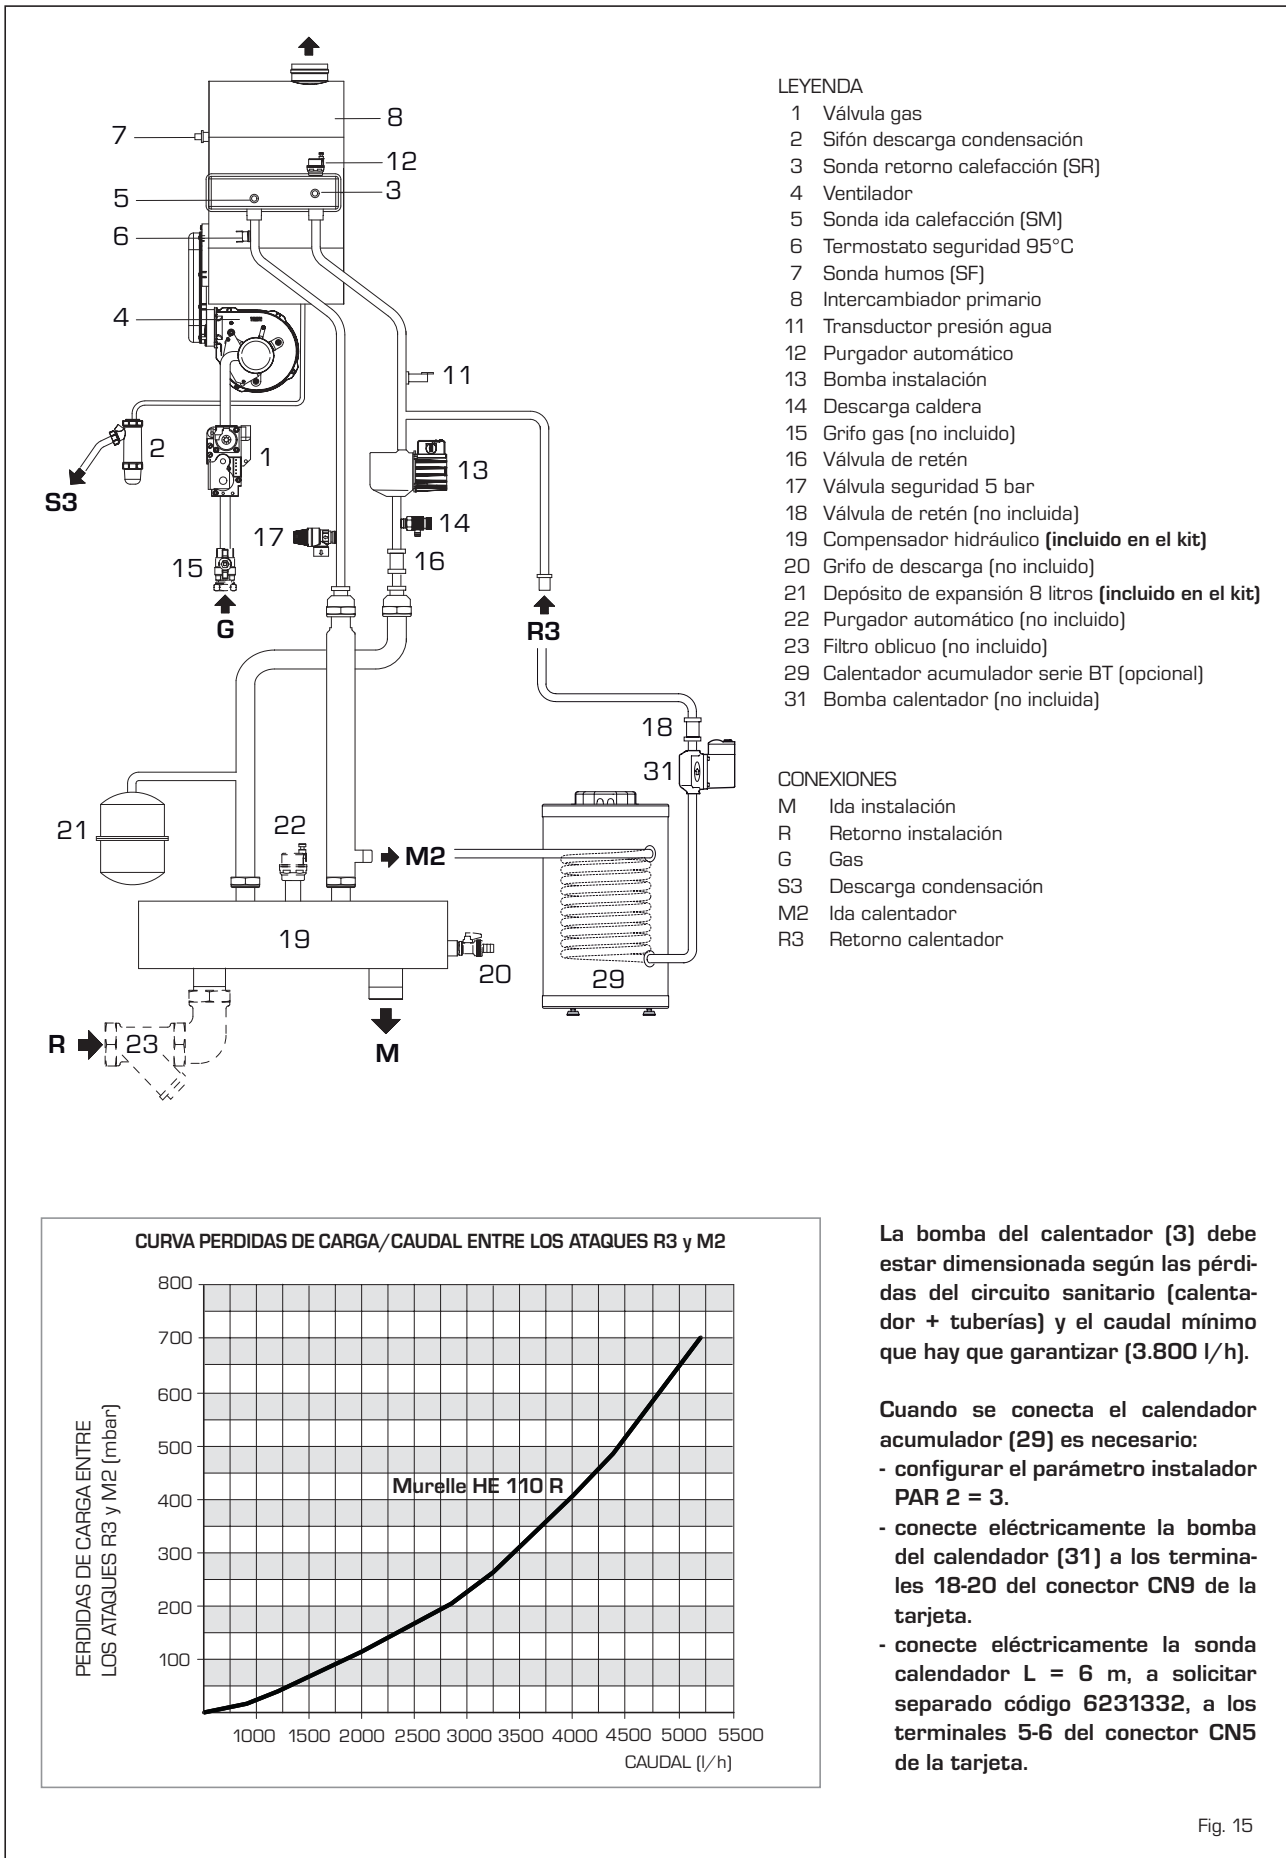 8
7
12
5
3
6
4
11
2
1
13
S3
17
14
15
16
G
R3
18
31
21
22
M2
19
20
29
R
23
M
LEYENDA
1 Válvula gas
2 Sifón descarga condensación
3 Sonda retorno calefacción (SR)
4 Ventilador
5 Sonda ida calefacción (SM)
6 Termostato seguridad 95°C
7 Sonda humos (SF)
8 Intercambiador primario
11 Transductor presión agua
12 Purgador automático
13 Bomba instalación
14 Descarga caldera
15 Grifo gas (no incluido)
16 Válvula de retén
17 Válvula seguridad 5 bar
18 Válvula de retén (no incluida)
19 Compensador hidráulico (incluido en el kit)
20 Grifo de descarga (no incluido)
21 Depósito de expansión 8 litros (incluido en el kit)
22 Purgador automático (no incluido)
23 Filtro oblicuo (no incluido)
29 Calentador acumulador serie BT (opcional)
31 Bomba calentador (no incluida)
CONEXIONES
M Ida instalación
R Retorno instalación
G Gas
S3 Descarga condensación
M2 Ida calentador
R3 Retorno calentador
CURVA PERDIDAS DE CARGA/CAUDAL ENTRE LOS ATAQUES R3 y M2
800
700
600
500
400
300
200
100
PERDIDAS DE CARGA ENTRE
LOS ATAQUES R3 y M2 (mbar)
Murelle HE 110 R
1000 1500 2000 2500 3000 3500 4000 4500 5000 5500
CAUDAL (l/h)
La bomba del calentador (3) debe
estar dimensionada según las pérdi-
das del circuito sanitario (calenta-
dor + tuberías) y el caudal mínimo
que hay que garantizar (3.800 l/h).
Cuando se conecta el calendador
acumulador (29) es necesario:
- configurar el parámetro instalador
PAR 2 = 3.
- conecte eléctricamente la bomba
del calendador (31) a los termina-
les 18-20 del conector CN9 de la
tarjeta.
- conecte eléctricamente la sonda
calendador L = 6 m, a solicitar
separado código 6231332, a los
terminales 5-6 del conector CN5
de la tarjeta.
Fig. 15